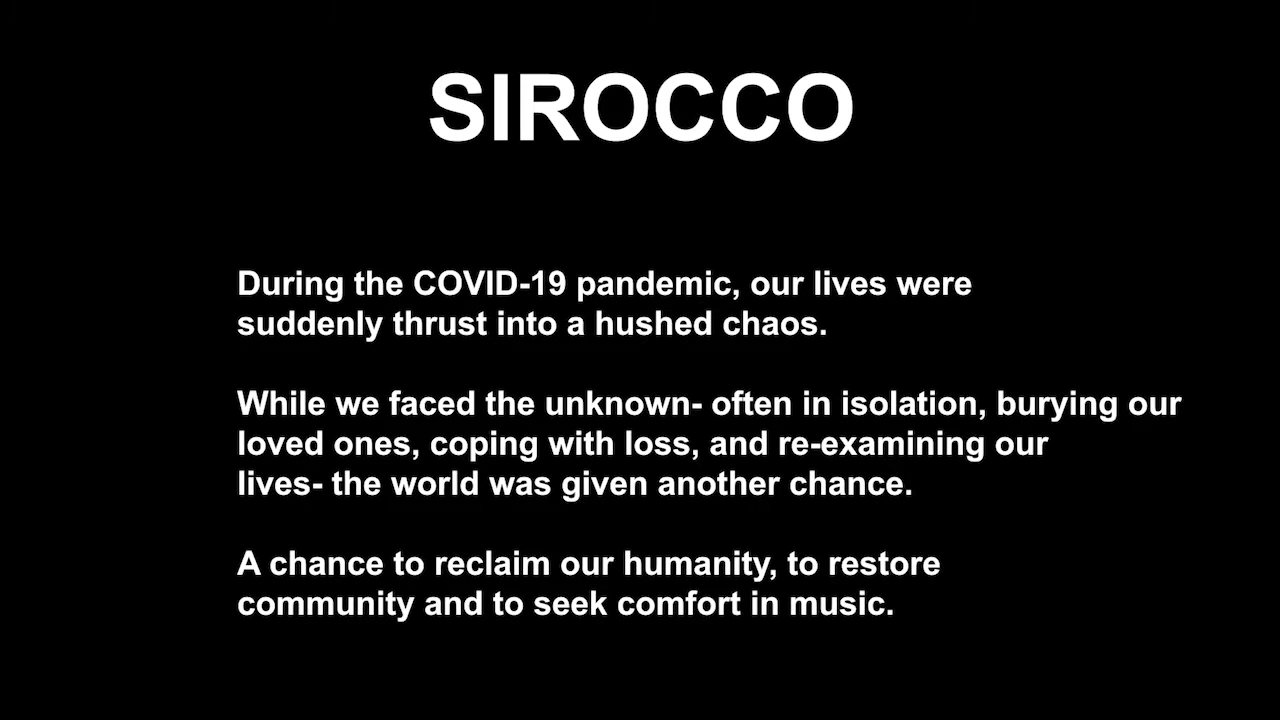 SIROCCO
During the COVID-19 pandemic, our lives were
suddenly thrust into a hushed chaos.
While we faced the unknown- often in isolation, burying our
loved ones, coping with loss, and re-examining our
lives- the world was given another chance.
A chance to reclaim our humanity, to restore
community and to seek comfort in music.